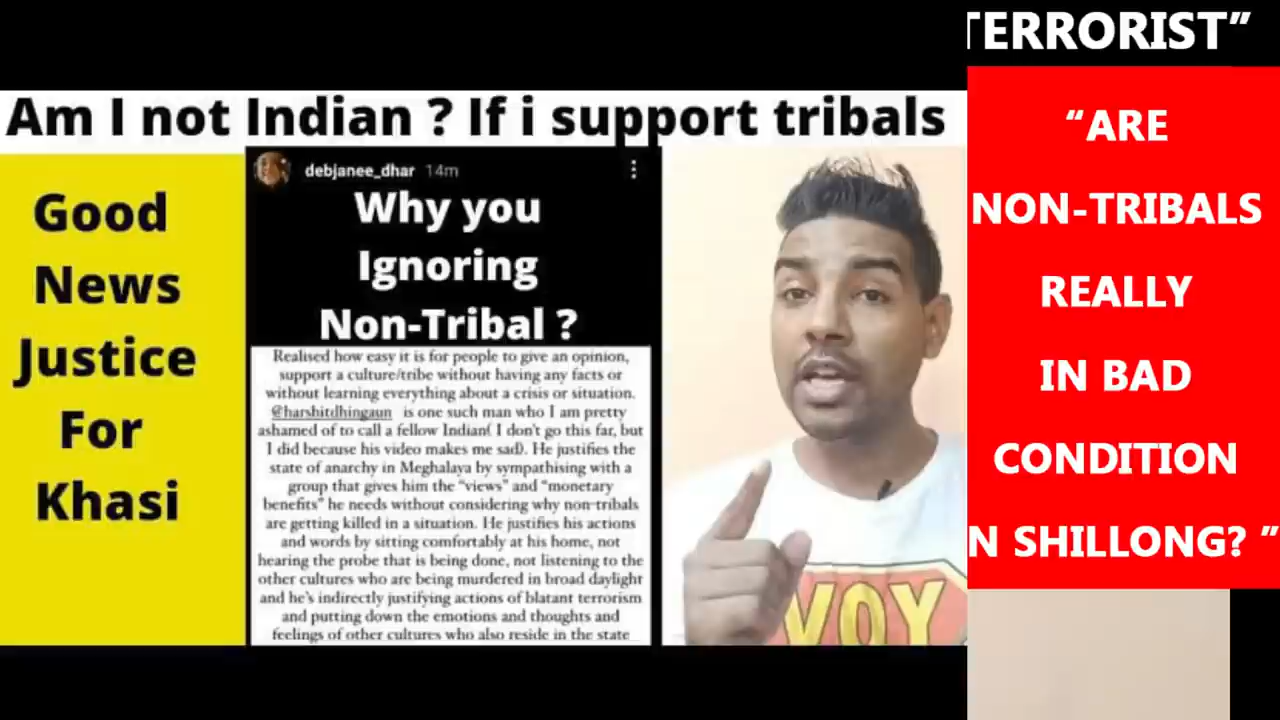 TERRORIST”
Am I not Indian ? If i support tribals
Good
News
Justice
For
Khasi
debjanee_dhar 14m
Why you
Ignoring
Non-Tribal ?
Realised how easy it is for people to give an opinion,
support a culture/tribe without having any facts or
without learning everything about a crisis or situation.
@harshitdhingaun is one such man who I am pretty
ashamed of to call a fellow Indian( I don't go this far, but
I did because his video makes me sad). He justifies the
state of anarchy in Meghalaya by sympathising with a
group that gives him the “views” and “monetary
benefits” he needs without considering why non-tribals
are getting killed in a situation. He justifies his actions
and words by sitting comfortably at his home, not
hearing the probe that is being done, not listening to the
other cultures who are being murdered in broad daylight
and he's indirectly justifying actions of blatant terrorism
and putting down the emotions and thoughts and
feelings of other cultures who also reside in the state
VOY
“ARE
NON-TRIBALS
REALLY
IN BAD
CONDITION
N SHILLONG? ”